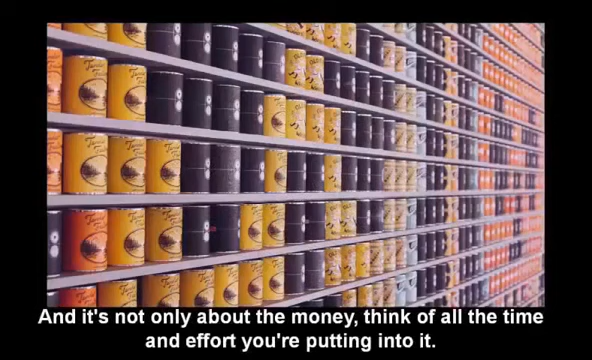 And it's not only about the money, think of all the time
and effort you're putting into it.